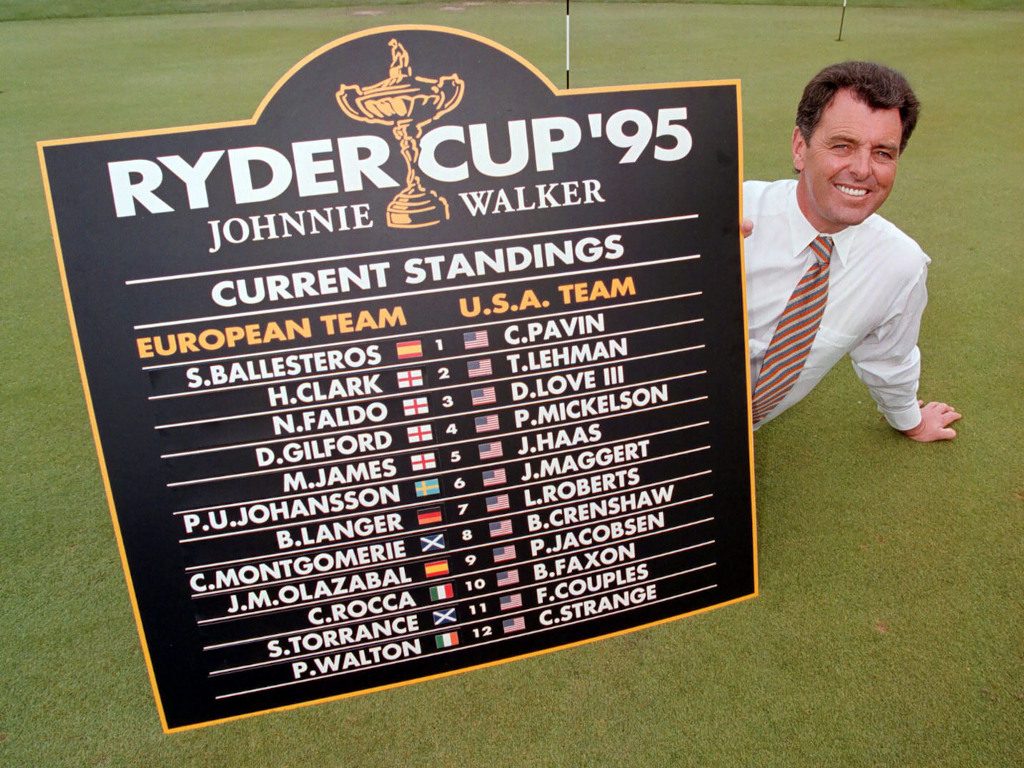 RYDER CUP '95
JOHNNIE WALKER
CURRENT STANDINGS
EUROPEAN TEAM U.S.A. TEAM
S.BALLESTEROS 1 C.PAVIN
H.CLARK 2 T.LEHMAN
N.FALDO 3 D.LOVE III
D.GILFORD 4 P.MICKELSON
M.JAMES 5 J.HAAS
P.U.JOHANSSON 6 J.MAGGERT
B.LANGER 7 L.ROBERTS
C.MONTGOMERIE 8 B.CRENSHAW
J.M.OLAZABAL 9 P.JACOBSEN
C.ROCCA 10 B.FAXON
S.TORRANCE 11 F.COUPLES
P.WALTON 12 C.STRANGE